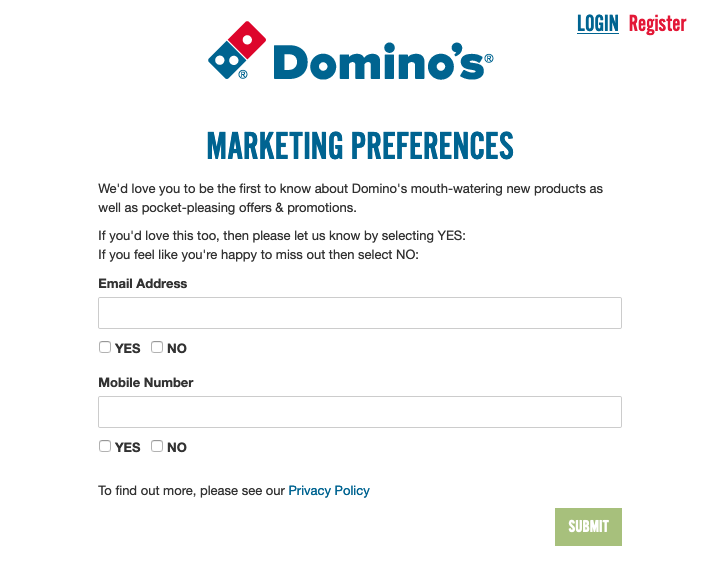 LOGIN Register
Domino's®
®
MARKETING PREFERENCES
We'd love you to be the first to know about Domino's mouth-watering new products as
well as pocket-pleasing offers & promotions.
If you'd love this too, then please let us know by selecting YES:
If you feel like you're happy to miss out then select NO:
Email Address
YES NO
Mobile Number
YES NO
To find out more, please see our Privacy Policy
SUBMIT